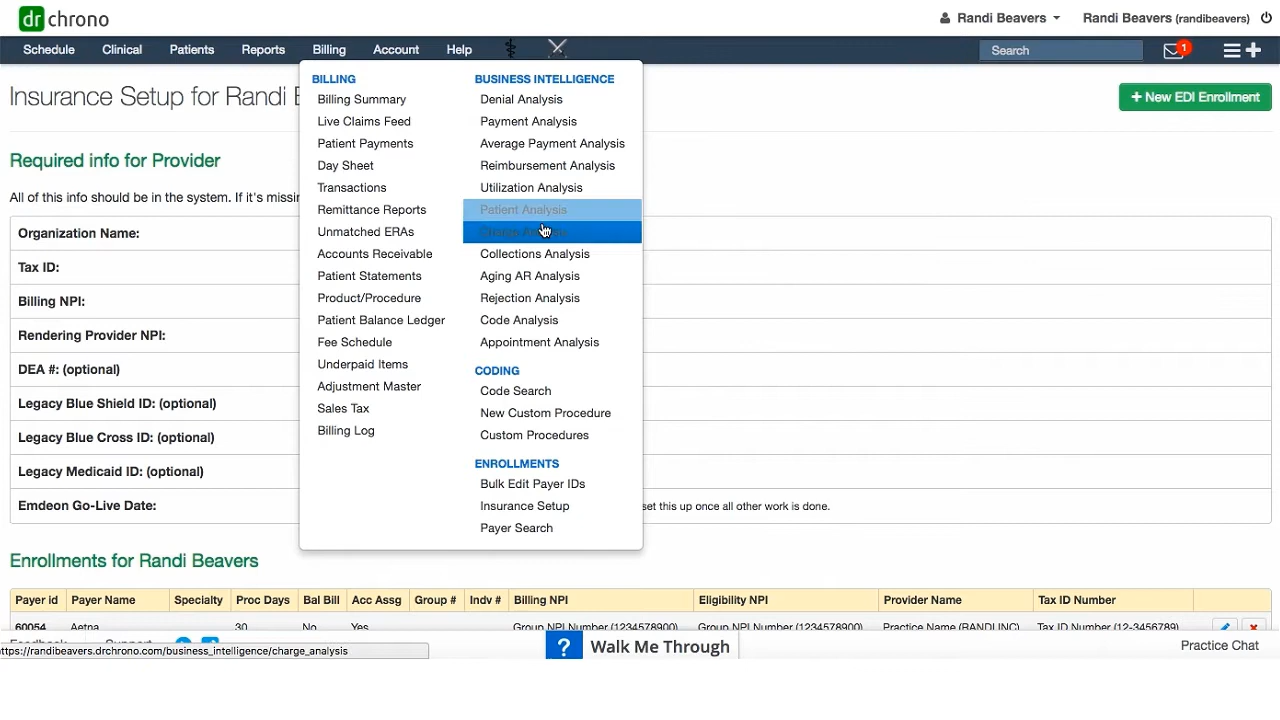 dr chrono
Randi Beavers
Randi Beavers (randibeavers)
Schedule Clinical Patients Reports Billing Account Help
Search
1
Insurance Setup for Randi
+ New EDI Enrollment
Required info for Provider
All of this info should be in the system. If it's
Organization Name:
Tax ID:
Billing NPI:
Rendering Provider NPI:
DEA #: (optional)
Legacy Blue Shield ID: (optional)
Legacy Blue Cross ID: (optional)
Legacy Medicaid ID: (optional)
Emdeon Go-Live Date:
set this up once all other work is done.
BILLING
Billing Summary
Live Claims Feed
Patient Payments
Day Sheet
Transactions
Remittance Reports
Unmatched ERAs
Accounts Receivable
Patient Statements
Product/Procedure
Patient Balance Ledger
Fee Schedule
Underpaid Items
Adjustment Master
Sales Tax
Billing Log
BUSINESS INTELLIGENCE
Denial Analysis
Payment Analysis
Average Payment Analysis
Reimbursement Analysis
Utilization Analysis
Patient Analysis
Charge
Collections Analysis
Aging AR Analysis
Rejection Analysis
Code Analysis
Appointment Analysis
CODING
Code Search
New Custom Procedure
Custom Procedures
ENROLLMENTS
Bulk Edit Payer IDs
Insurance Setup
Payer Search
Enrollments for Randi Beavers
Payer id Payer Name Specialty Proc Days Bal Bill Acc Assg Group # Indv # Billing NPI Eligibility NPI Provider Name Tax ID Number
60054 Aetna 30 No Yes Group NPI Number (1234578900) Group NPI Number (1234578900) Practice Name (RANDI INC) Tax ID Number (12-3456789)
Feedback Support
https://randibeavers.drchrono.com/business_intelligence/charge_analysis
? Walk Me Through
Practice Chat